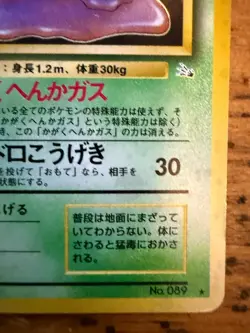 ：身長1.2m、体重30kg
くへんかガス
いる全てのポケモンの特殊能力は使えず、そ
がくへんかガス」という特殊能力は除く）
き、この「かがくへんかガス」の力は消える。
ドロこうげき
を投げて「おもて」なら、相手を
状態にする。
30
げる
普段は地面にまざってい
てわからない。体に
さわると猛毒におかさ
れる。
No. 089